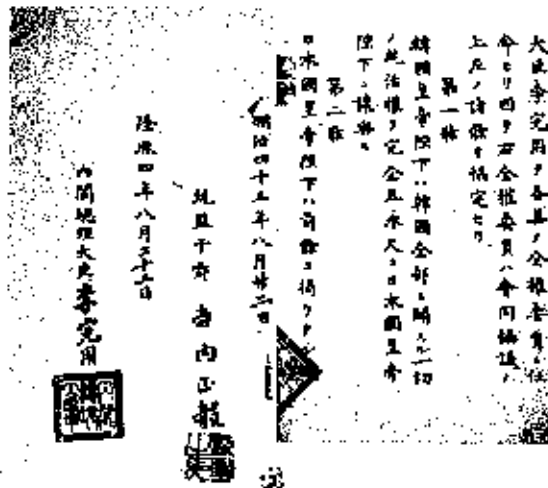 大臣李完用ヲ各其ノ全權委員ニ任
命セリ因テ右全權委員ハ會同協議ノ
上左ノ諸條ヲ協定セリ
第一條
韓國皇帝陛下ハ韓國全部ニ關スル一切
ノ統治權ヲ完全且永久ニ日本國皇帝
陛下ニ讓與ス
第二條
日本國皇帝陛下ハ前條ニ揭ケタ
明治四十三年八月廿二日
統監子爵 寺内正毅
隆熙四年八月二十二日
內閣總理大臣李完用